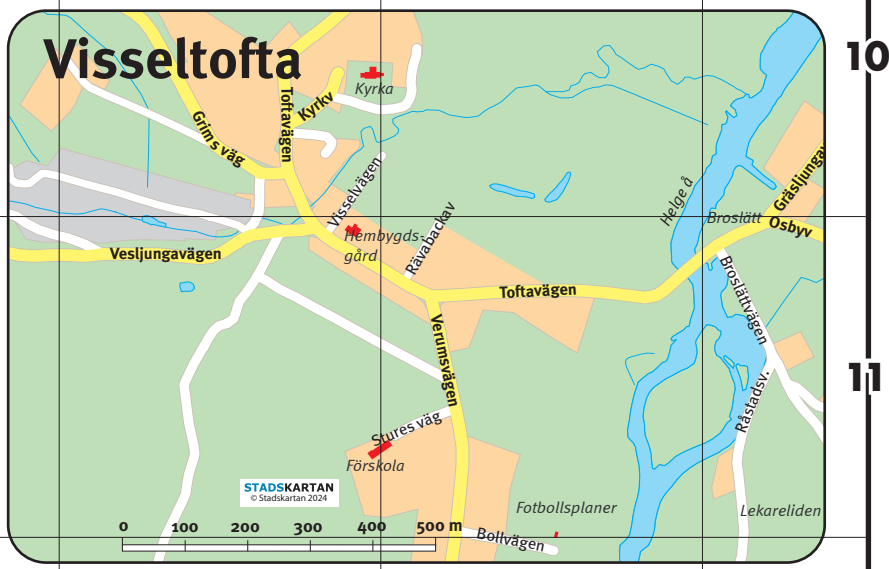 Visseltofta
10
Kyrka
Kyrkv
Toftavägen
Grims väg
Visselvägen
Helge å
Gräsljungav
Broslätt
Osbyv
Hembygds-
gård
Rävabackav
Vesljungavägen
Toftavägen
Broslättvägen
Verumsvägen
11
Råstadsv.
Stures väg
Förskola
STADSKARTAN
© Stadskartan 2024
Fotbollsplaner
Lekareliden
0 100 200 300 400 500 m
Bollvägen